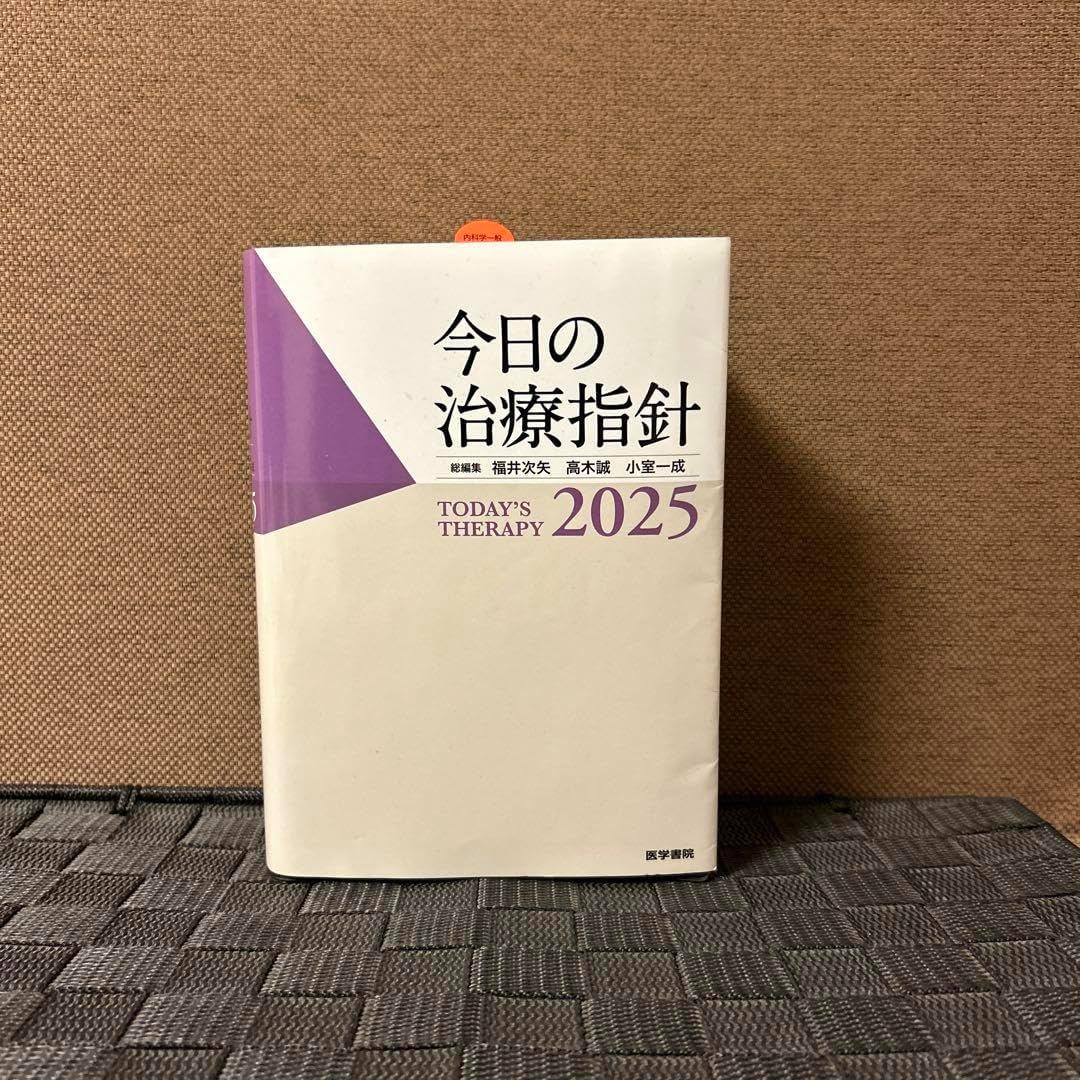 内科学一般
今日の
治療指針
総編集 福井次矢 高木誠 小室一成
TODAY'S
THERAPY 2025
医学書院